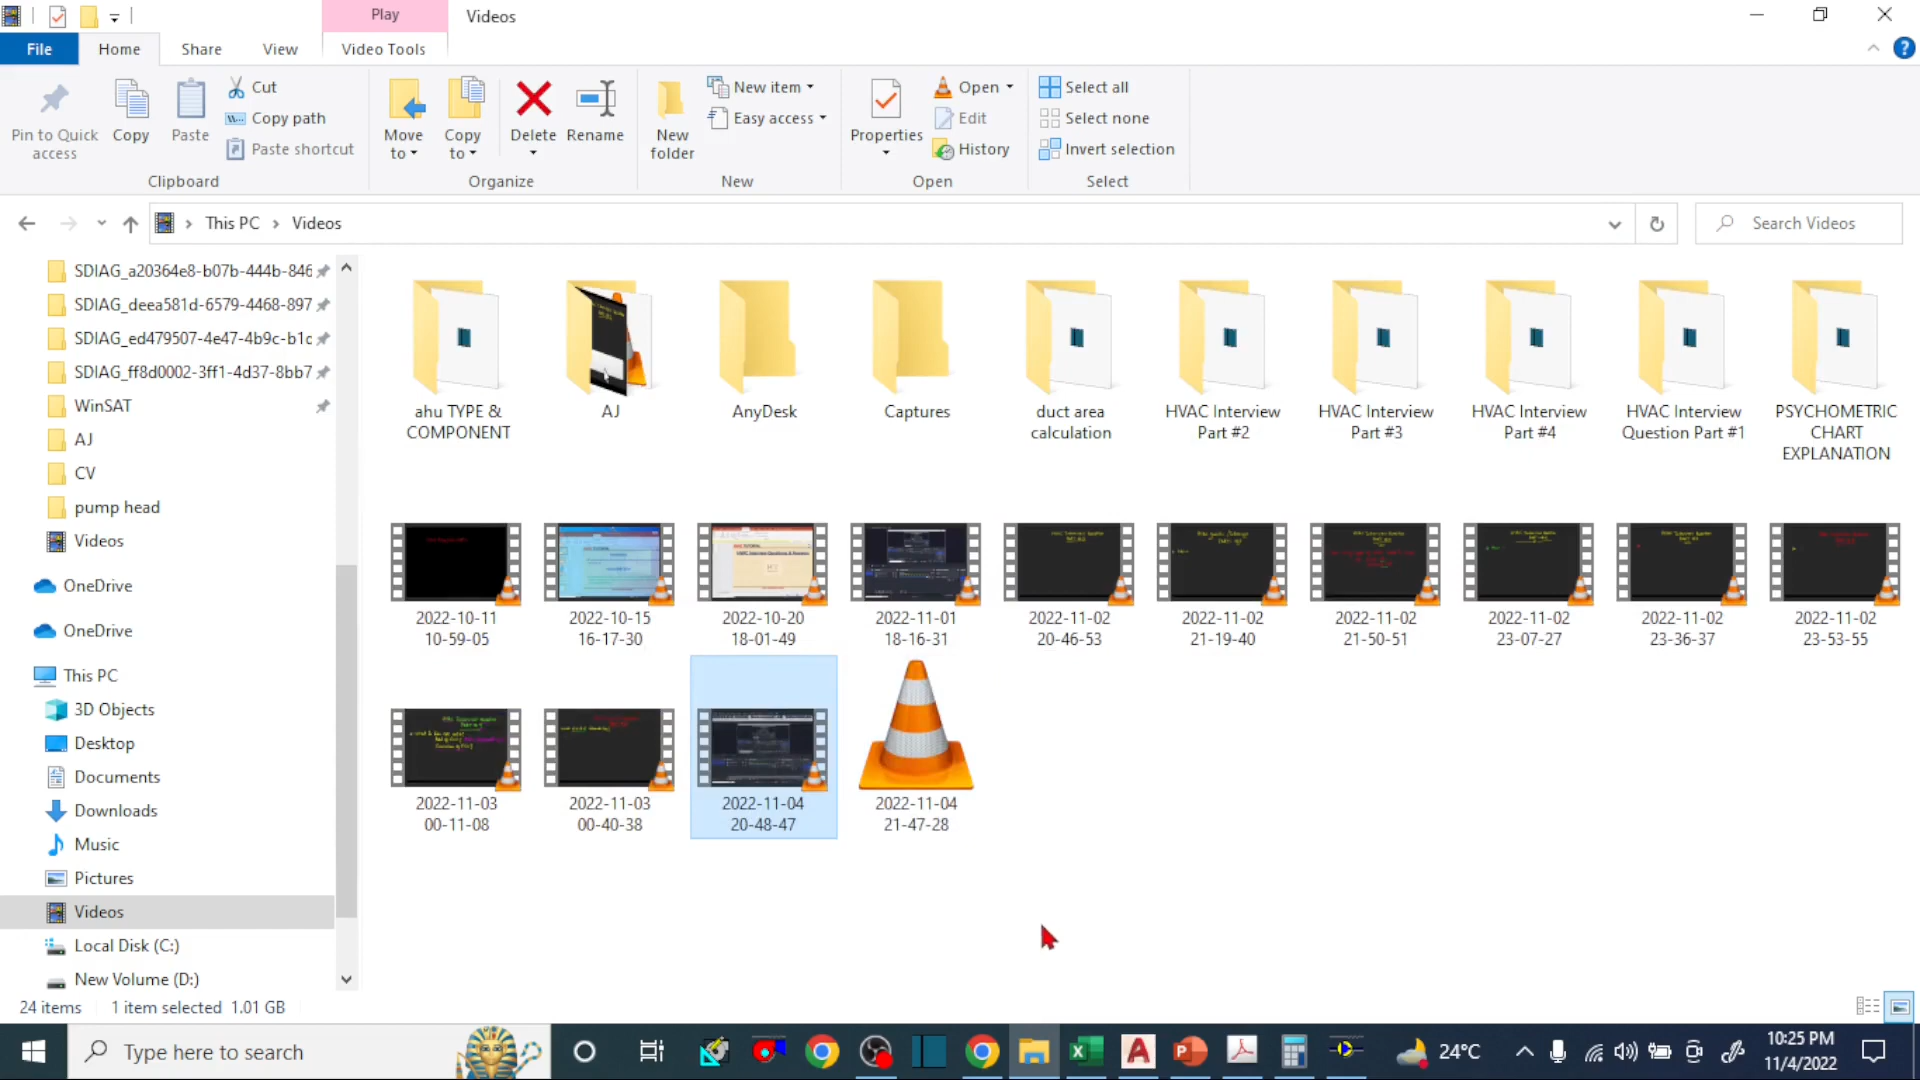 Play
Videos
File
Home
Share
View
Video Tools
Pin to Quick
access
Copy
Paste
Cut
Copy path
Paste shortcut
Clipboard
Move
to
Copy
to
Delete
Rename
Organize
New
folder
New item
Easy access
New
Properties
Open
Edit
History
Open
Select all
Select none
Invert selection
Select
This PC
Videos
Search Videos
SDIAG_a20364e8-b07b-444b-846
SDIAG_deea581d-6579-4468-897
SDIAG_ed479507-4e47-4b9c-b1c
SDIAG_ff8d0002-3ff1-4d37-8bb7
WinSAT
AJ
CV
pump head
Videos
OneDrive
OneDrive
This PC
3D Objects
Desktop
Documents
Downloads
Music
Pictures
Videos
Local Disk (C:)
New Volume (D:)
ahu TYPE &
COMPONENT
AJ
AnyDesk
Captures
duct area
calculation
HVAC Interview
Part #2
HVAC Interview
Part #3
HVAC Interview
Part #4
HVAC Interview
Question Part #1
PSYCHOMETRIC
CHART
EXPLANATION
2022-10-11
10-59-05
2022-10-15
16-17-30
2022-10-20
18-01-49
2022-11-01
18-16-31
2022-11-02
20-46-53
2022-11-02
21-19-40
2022-11-02
21-50-51
2022-11-02
23-07-27
2022-11-02
23-36-37
2022-11-02
23-53-55
2022-11-03
00-11-08
2022-11-03
00-40-38
2022-11-04
20-48-47
2022-11-04
21-47-28
24 items
1 item selected 1.01 GB
Type here to search
24°C
10:25 PM
11/4/2022